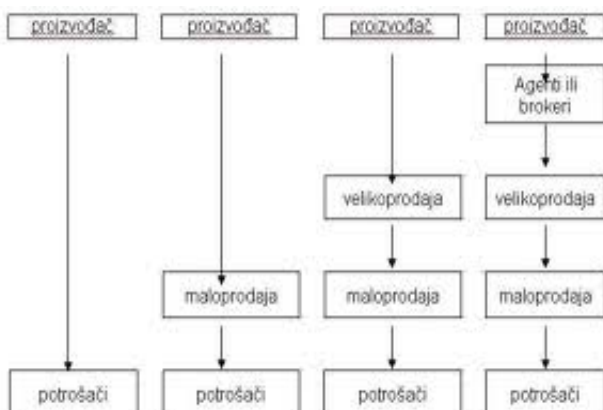 proizvođač
proizvođač
proizvođač
proizvođač
Agenti ili
brokeri
velikoprodaja
velikoprodaja
maloprodaja
maloprodaja
maloprodaja
potrošači
potrošači
potrošači
potrošači